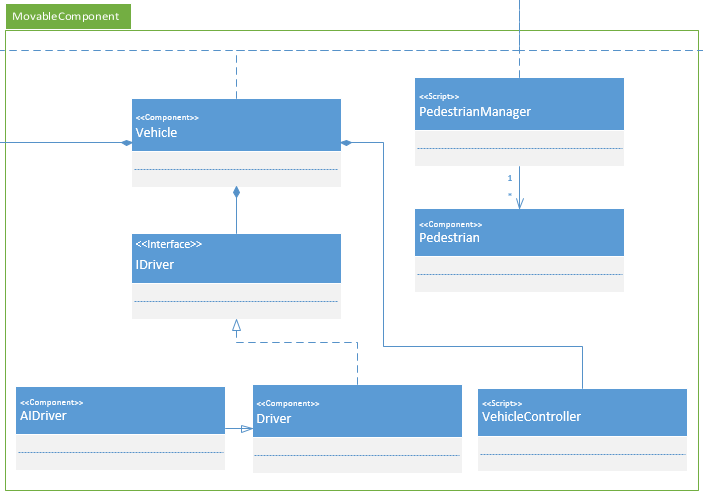 MovableComponent
<<Component>>
Vehicle
<<Script>>
PedestrianManager
1
*
<<Component>>
Pedestrian
<<Interface>>
IDriver
<<Component>>
AIDriver
<<Component>>
Driver
<<Script>>
VehicleController